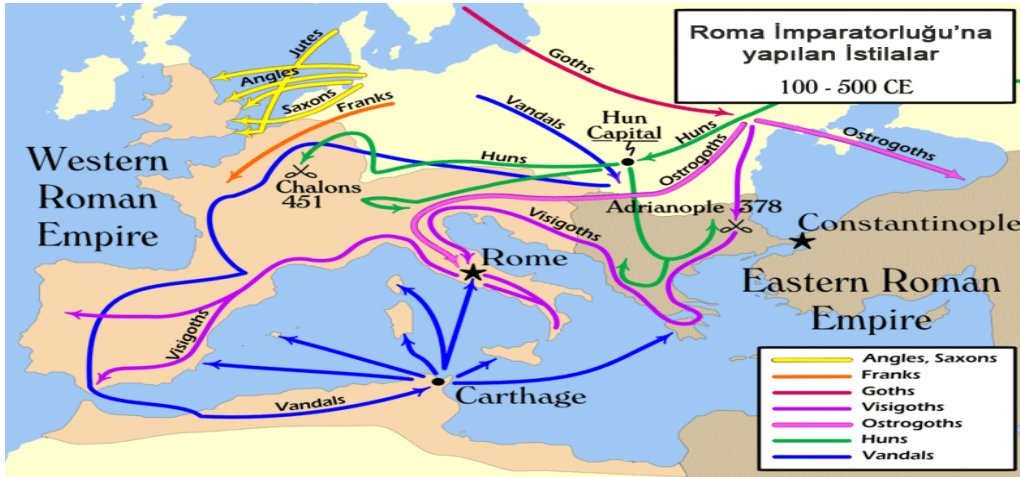 Roma İmparatorluğu'na
yapılan İstilalar
100 - 500 CE
Jutes
Angles
Saxons
Franks
Goths
Vandals
Hun
Capital
Huns
Ostrogoths
Ostrogoths
Huns
Western
Roman
Empire
Chalons
451
Adrianople 378
Visigoths
Constantinople
Rome
Eastern Roman
Empire
Visigoths
Carthage
Vandals
Angles, Saxons
Franks
Goths
Visigoths
Ostrogoths
Huns
Vandals